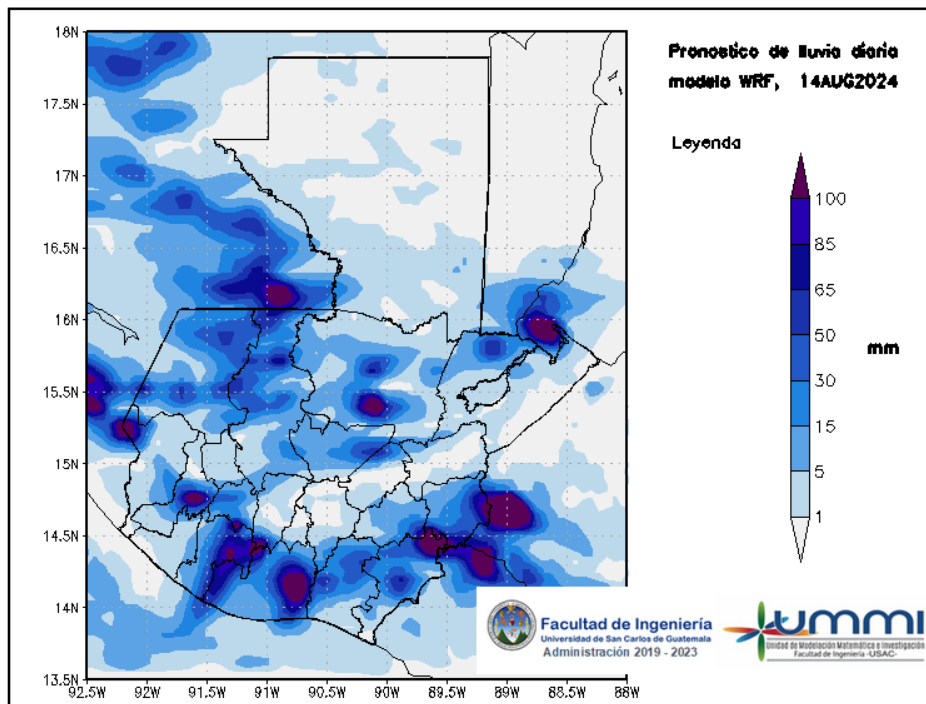 Pronostico de lluvia diaria
modelo WRF, 14AUG2024
Leyenda
100
85
65
50
30
15
5
1
mm
18N
17.5N
17N
16.5N
16N
15.5N
15N
14.5N
14N
13.5N
92.5W 92W 91.5W 91W 90.5W 90W 89.5W 89W 88.5W 88W
Facultad de Ingeniería
Universidad de San Carlos de Guatemala
Administración 2019 - 2023
UMMI
Unidad de Modelación Matemática e Investigación
Facultad de Ingeniería -USAC-